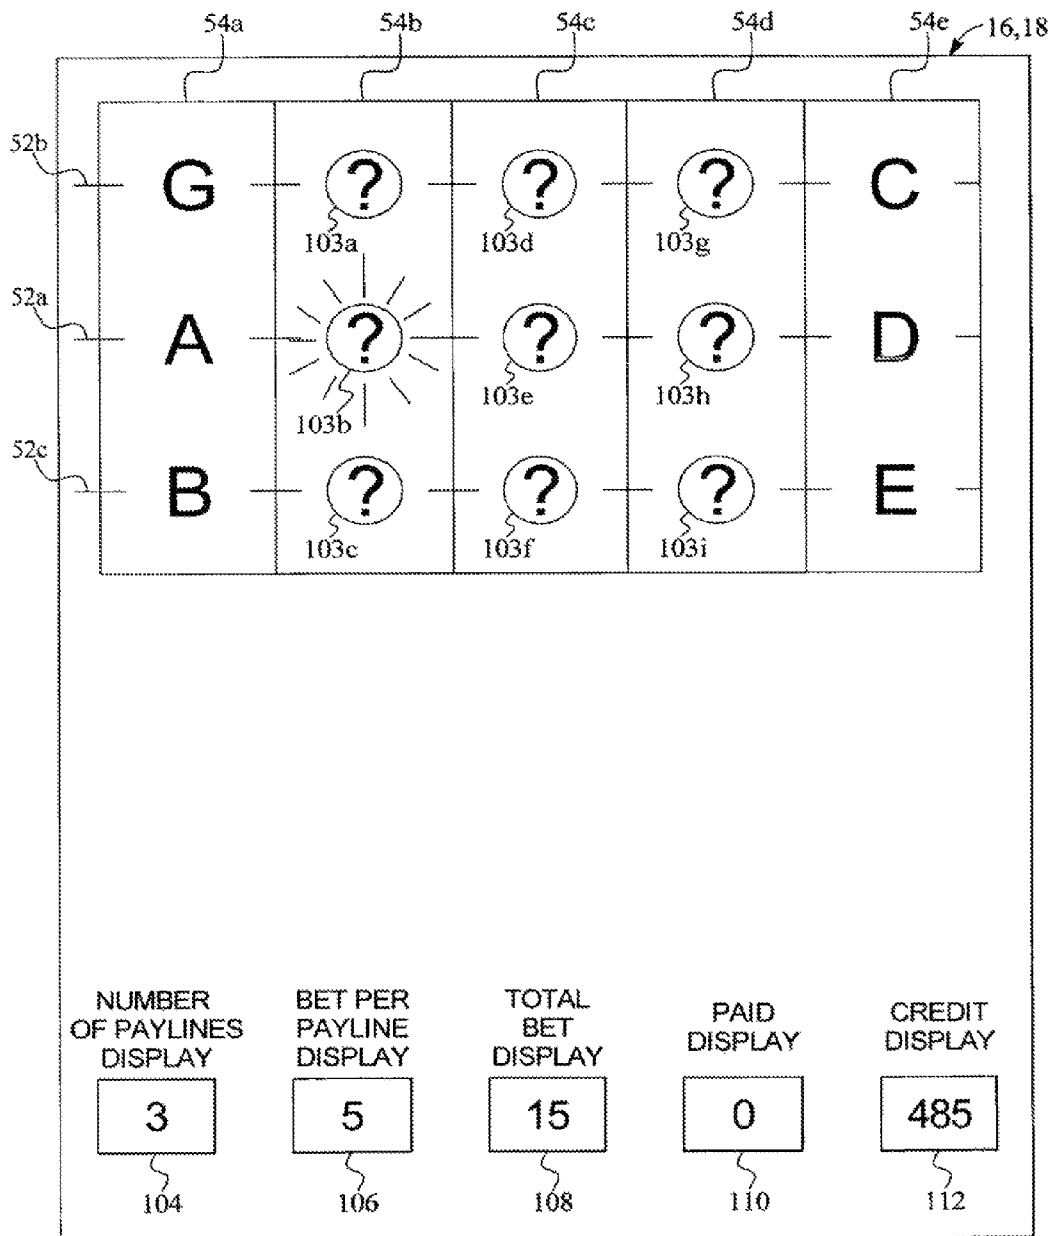 54a 54b 54c 54d 54e 16,18
52b G ? ? ? C
103a 103d 103g
52a A ? ? ? D
103b 103e 103h
52c B ? ? ? E
103c 103f 103i
NUMBER OF PAYLINES DISPLAY
BET PER PAYLINE DISPLAY
TOTAL BET DISPLAY
PAID DISPLAY
CREDIT DISPLAY
3 5 15 0 485
104 106 108 110 112